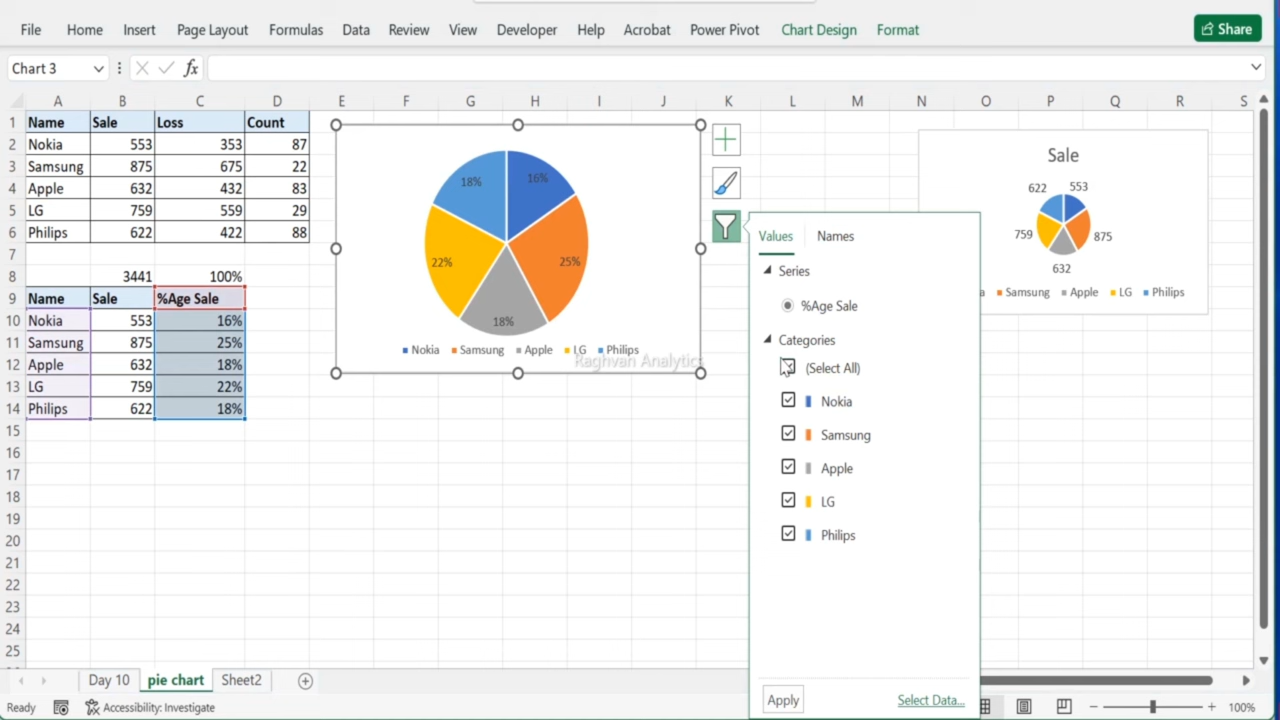 File Home Insert Page Layout Formulas Data Review View Developer Help Acrobat Power Pivot Chart Design Format Share
Chart 3 fx
A B C D E F G H I J K L M N O P Q R S
1 Name Sale Loss Count
2 Nokia 553 353 87
3 Samsung 875 675 22
4 Apple 632 432 83
5 LG 759 559 29
6 Philips 622 422 88
7
8 3441 100%
9 Name Sale %Age Sale
10 Nokia 553 16%
11 Samsung 875 25%
12 Apple 632 18%
13 LG 759 22%
14 Philips 622 18%
15
16
17
18
19
20
21
22
23
24
25
18% 16%
22% 25%
18%
Nokia Samsung Apple LG Philips
Raghvan Analytics
Values Names
Series
%Age Sale
Categories
(Select All)
Nokia
Samsung
Apple
LG
Philips
Apply Select Data...
Sale
622 553
759 875
632
a Samsung Apple LG Philips
Day 10 pie chart Sheet2
Ready Accessibility: Investigate 100%